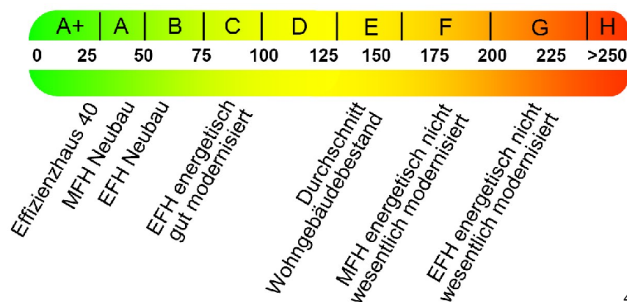 A+ A B C D E F G H
0 25 50 75 100 125 150 175 200 225 >250
Effizienzhaus 40
MFH Neubau
EFH Neubau
EFH energetisch
gut modernisiert
Durchschnitt
Wohngebäudebestand
MFH energetisch nicht
wesentlich modernisiert
EFH energetisch nicht
wesentlich modernisiert